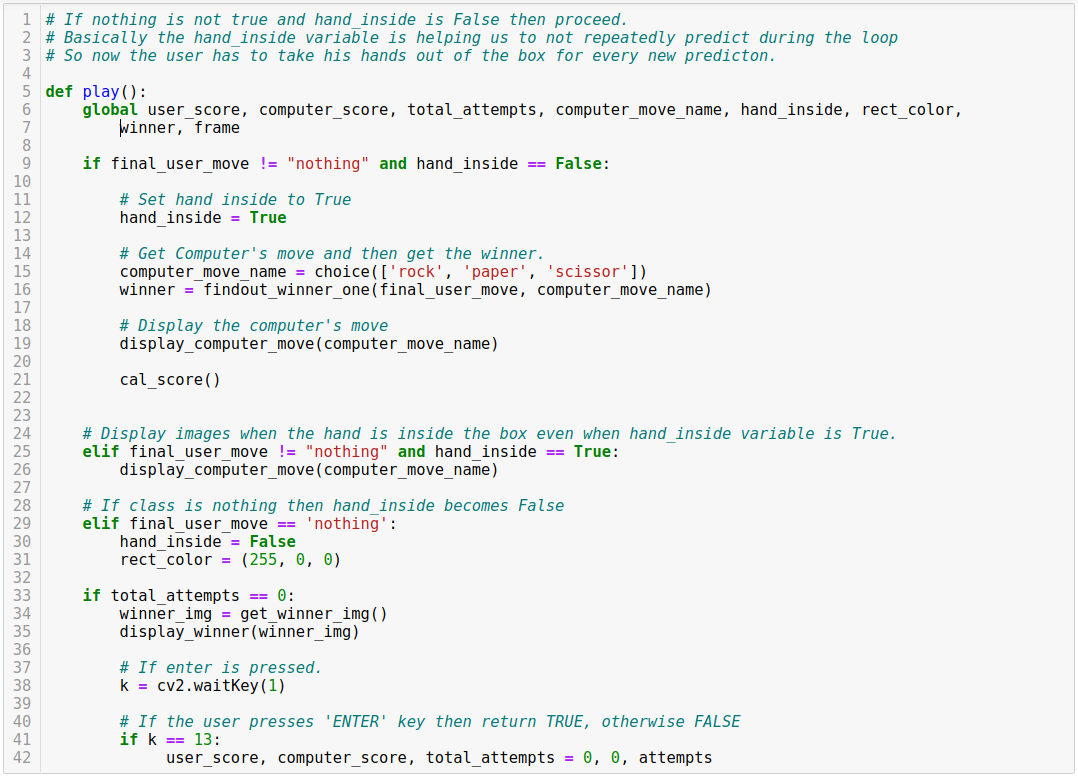 1 # If nothing is not true and hand_inside is False then proceed.
2 # Basically the hand_inside variable is helping us to not repeatedly predict during the loop
3 # So now the user has to take his hands out of the box for every new predicton.
4
5 def play():
6     global user_score, computer_score, total_attempts, computer_move_name, hand_inside, rect_color,
7         winner, frame
8
9     if final_user_move != "nothing" and hand_inside == False:
10
11         # Set hand inside to True
12         hand_inside = True
13
14         # Get Computer's move and then get the winner.
15         computer_move_name = choice(['rock', 'paper', 'scissor'])
16         winner = findout_winner_one(final_user_move, computer_move_name)
17
18         # Display the computer's move
19         display_computer_move(computer_move_name)
20
21         cal_score()
22
23
24     # Display images when the hand is inside the box even when hand_inside variable is True.
25     elif final_user_move != "nothing" and hand_inside == True:
26         display_computer_move(computer_move_name)
27
28     # If class is nothing then hand_inside becomes False
29     elif final_user_move == 'nothing':
30         hand_inside = False
31         rect_color = (255, 0, 0)
32
33     if total_attempts == 0:
34         winner_img = get_winner_img()
35         display_winner(winner_img)
36
37         # If enter is pressed.
38         k = cv2.waitKey(1)
39
40         # If the user presses 'ENTER' key then return TRUE, otherwise FALSE
41         if k == 13:
42              user_score, computer_score, total_attempts = 0, 0, attempts